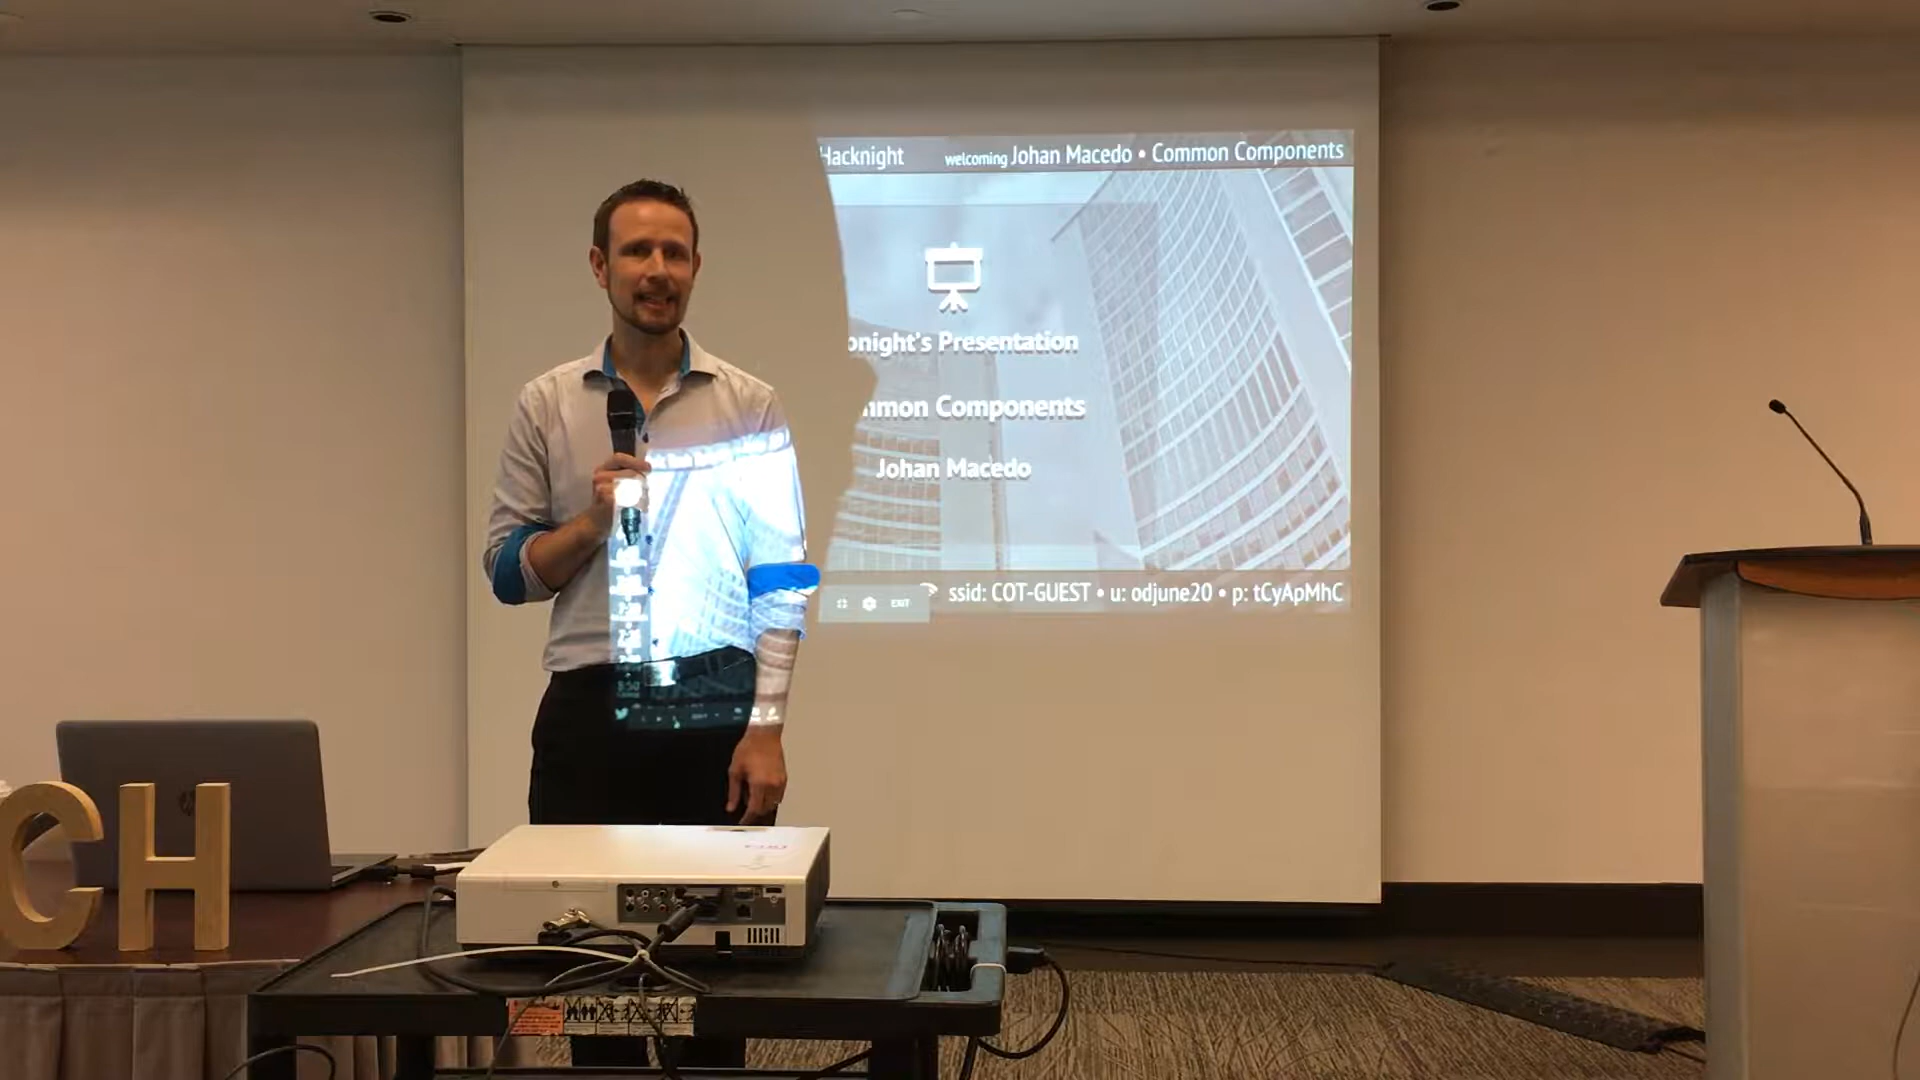 Hacknight welcoming Johan Macedo • Common Components
onight's Presentation
mmon Components
Johan Macedo
ssid: COT-GUEST • u: odjune20 • p: tCyApMhC
EXIT
CH